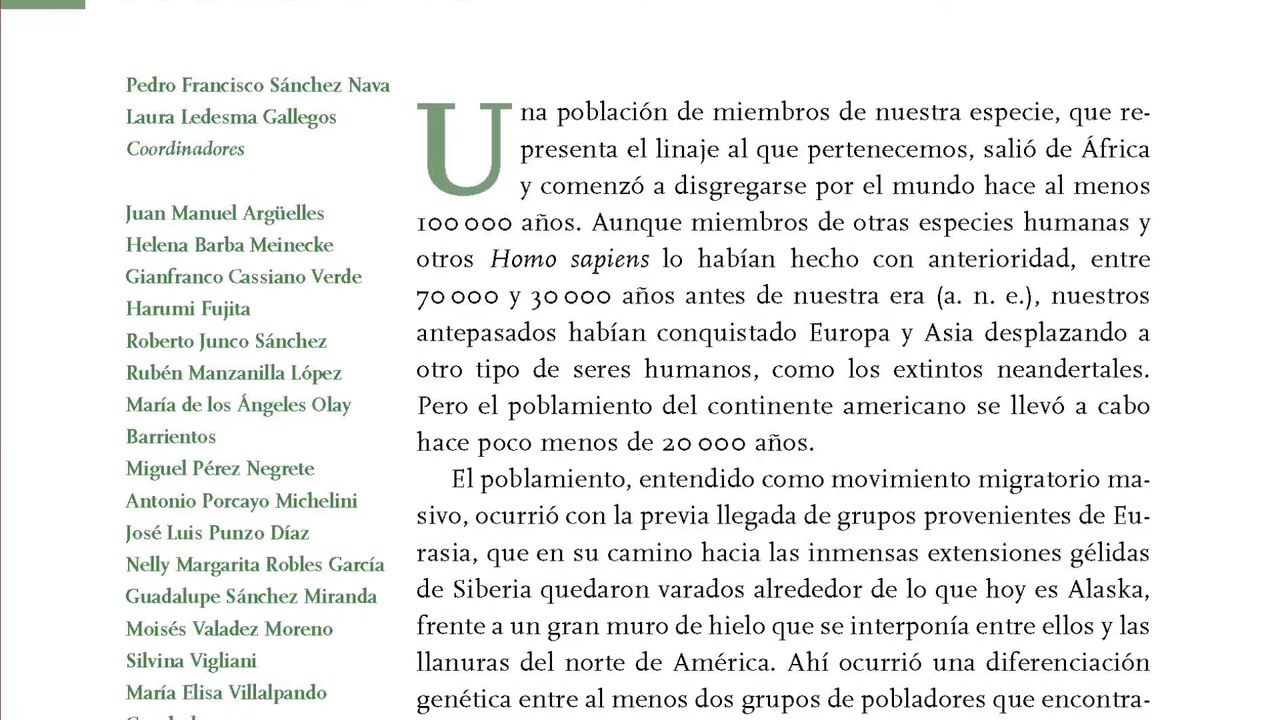 Pedro Francisco Sánchez Nava
Laura Ledesma Gallegos
Coordinadores
Juan Manuel Argüelles
Helena Barba Meinecke
Gianfranco Cassiano Verde
Harumi Fujita
Roberto Junco Sánchez
Rubén Manzanilla López
María de los Ángeles Olay
Barrientos
Miguel Pérez Negrete
Antonio Porcayo Michelini
José Luis Punzo Díaz
Nelly Margarita Robles García
Guadalupe Sánchez Miranda
Moisés Valadez Moreno
Silvina Vigliani
María Elisa Villalpando
Una población de miembros de nuestra especie, que re-
presenta el linaje al que pertenecemos, salió de África
y comenzó a disgregarse por el mundo hace al menos
100 000 años. Aunque miembros de otras especies humanas y
otros Homo sapiens lo habían hecho con anterioridad, entre
70 000 y 30 000 años antes de nuestra era (a. n. e.), nuestros
antepasados habían conquistado Europa y Asia desplazando a
otro tipo de seres humanos, como los extintos neandertales.
Pero el poblamiento del continente americano se llevó a cabo
hace poco menos de 20 000 años.
El poblamiento, entendido como movimiento migratorio ma-
sivo, ocurrió con la previa llegada de grupos provenientes de Eu-
rasia, que en su camino hacia las inmensas extensiones gélidas
de Siberia quedaron varados alrededor de lo que hoy es Alaska,
frente a un gran muro de hielo que se interponía entre ellos y las
llanuras del norte de América. Ahí ocurrió una diferenciación
genética entre al menos dos grupos de pobladores que encontra-